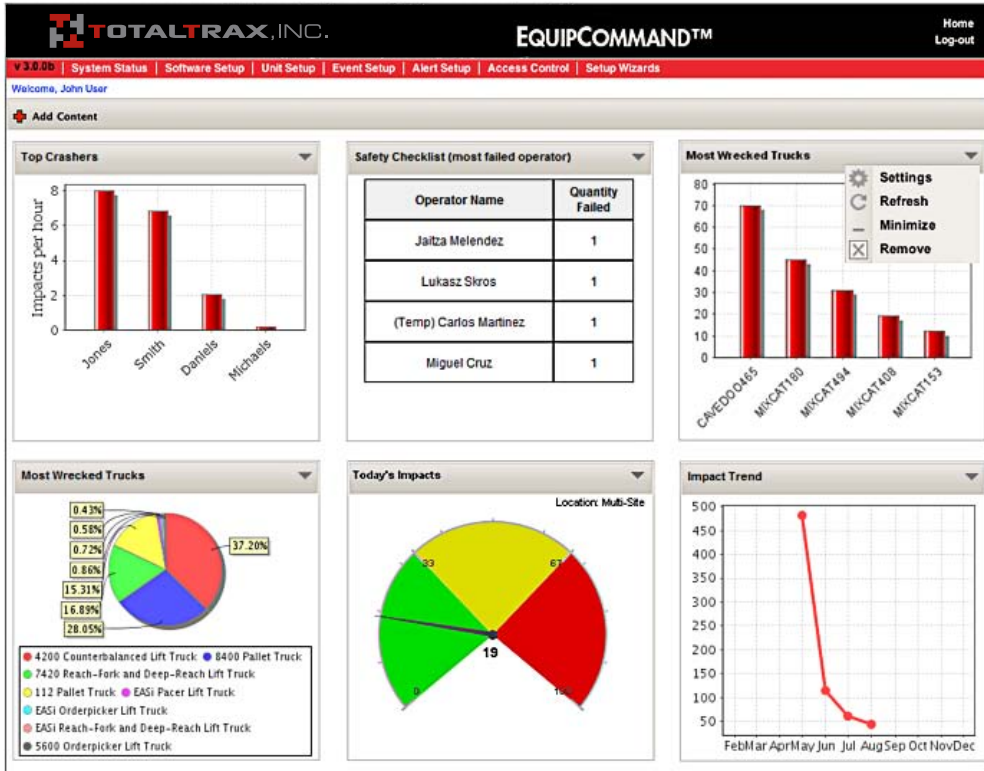 TOTALTRAX, INC.
EQUIPCOMMAND™
Home
Log-out
v 3.0.0b | System Status | Software Setup | Unit Setup | Event Setup | Alert Setup | Access Control | Setup Wizards
Welcome, John User
Add Content
Top Crashers
Impacts per hour
8
6
4
2
0
Jones
Smith
Daniels
Michaels
Safety Checklist (most failed operator)
Operator Name
Quantity
Failed
Jaitza Melendez 1
Lukasz Skros 1
(Temp) Carlos Martinez 1
Miguel Cruz 1
Most Wrecked Trucks
Settings
Refresh
Minimize
Remove
80
70
60
50
40
30
20
10
0
CAVEDOO465
MIXCAT180
MIXCAT494
MIXCAT408
MIXCAT153
Most Wrecked Trucks
0.43%
0.58%
0.72%
0.86%
15.31%
16.89%
28.05%
37.20%
4200 Counterbalanced Lift Truck 8400 Pallet Truck
7420 Reach-Fork and Deep-Reach Lift Truck
112 Pallet Truck EASi Pacer Lift Truck
EASi Orderpicker Lift Truck
EASi Reach-Fork and Deep-Reach Lift Truck
5600 Orderpicker Lift Truck
Today's Impacts
Location: Multi-Site
33
67
19
0
100
Impact Trend
500
450
400
350
300
250
200
150
100
50
Feb Mar Apr May Jun Jul Aug Sep Oct Nov Dec